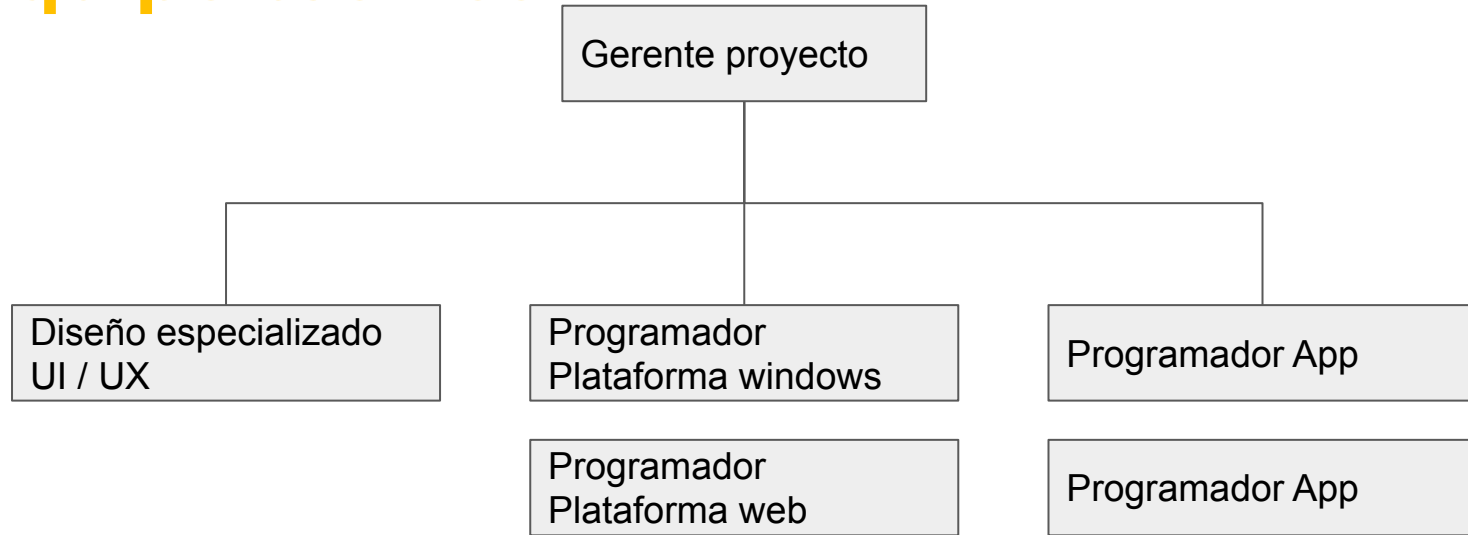 Gerente proyecto
Diseño especializado
UI / UX
Programador
Plataforma windows
Programador App
Programador
Plataforma web
Programador App